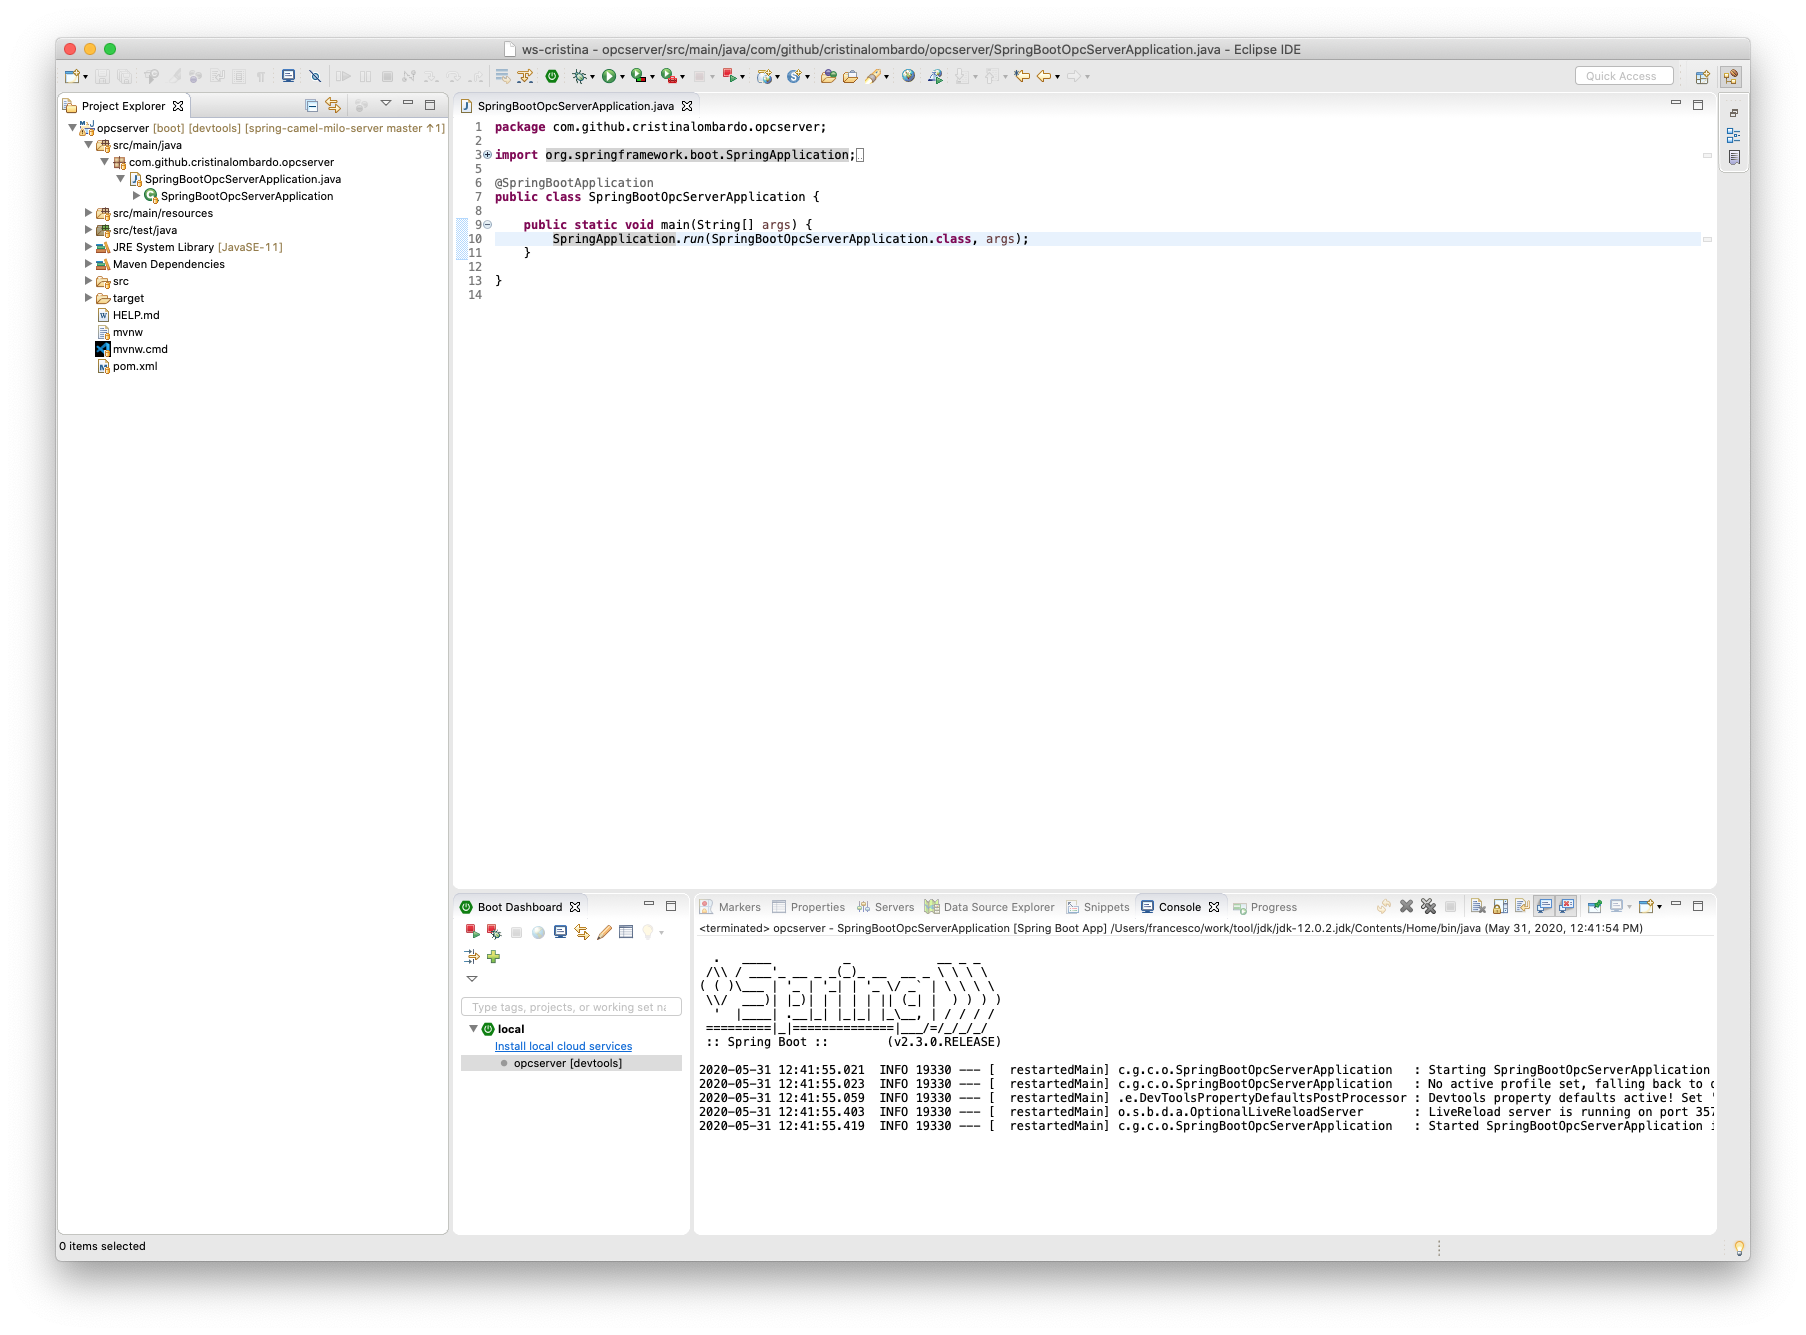 ws-cristina - opcserver/src/main/java/com/github/cristinalombardo/opcserver/SpringBootOpcServerApplication.java - Eclipse IDE
Quick Access
Project Explorer
opcserver [boot] [devtools] [spring-camel-milo-server master ↑1]
src/main/java
com.github.cristinalombardo.opcserver
SpringBootOpcServerApplication.java
SpringBootOpcServerApplication
src/main/resources
src/test/java
JRE System Library [JavaSE-11]
Maven Dependencies
src
target
HELP.md
mvnw
mvnw.cmd
pom.xml
SpringBootOpcServerApplication.java
1 package com.github.cristinalombardo.opcserver;
2
3 import org.springframework.boot.SpringApplication;
5
6 @SpringBootApplication
7 public class SpringBootOpcServerApplication {
8
9 public static void main(String[] args) {
10 SpringApplication.run(SpringBootOpcServerApplication.class, args);
11 }
12
13 }
14
Boot Dashboard
Type tags, projects, or working set na
local
Install local cloud services
opcserver [devtools]
Markers Properties Servers Data Source Explorer Snippets Console Progress
<terminated> opcserver - SpringBootOpcServerApplication [Spring Boot App] /Users/francesco/work/tool/jdk/jdk-12.0.2.jdk/Contents/Home/bin/java (May 31, 2020, 12:41:54 PM)
  .   ____          _            __ _ _
 /\\ / ___'_ __ _ _(_)_ __  __ _ \ \ \ \
( ( )\___ | '_ | '_| | '_ \/ _` | \ \ \ \
 \\/  ___)| |_)| | | | | || (_| |  ) ) ) )
  '  |____| .__|_| |_|_| |_\__, | / / / /
 =========|_|==============|___/=/_/_/_/
 :: Spring Boot ::        (v2.3.0.RELEASE)
2020-05-31 12:41:55.021  INFO 19330 --- [  restartedMain] c.g.c.o.SpringBootOpcServerApplication   : Starting SpringBootOpcServerApplication
2020-05-31 12:41:55.023  INFO 19330 --- [  restartedMain] c.g.c.o.SpringBootOpcServerApplication   : No active profile set, falling back to
2020-05-31 12:41:55.059  INFO 19330 --- [  restartedMain] .e.DevToolsPropertyDefaultsPostProcessor : Devtools property defaults active! Set '
2020-05-31 12:41:55.403  INFO 19330 --- [  restartedMain] o.s.b.d.a.OptionalLiveReloadServer       : LiveReload server is running on port 357
2020-05-31 12:41:55.419  INFO 19330 --- [  restartedMain] c.g.c.o.SpringBootOpcServerApplication   : Started SpringBootOpcServerApplication
0 items selected